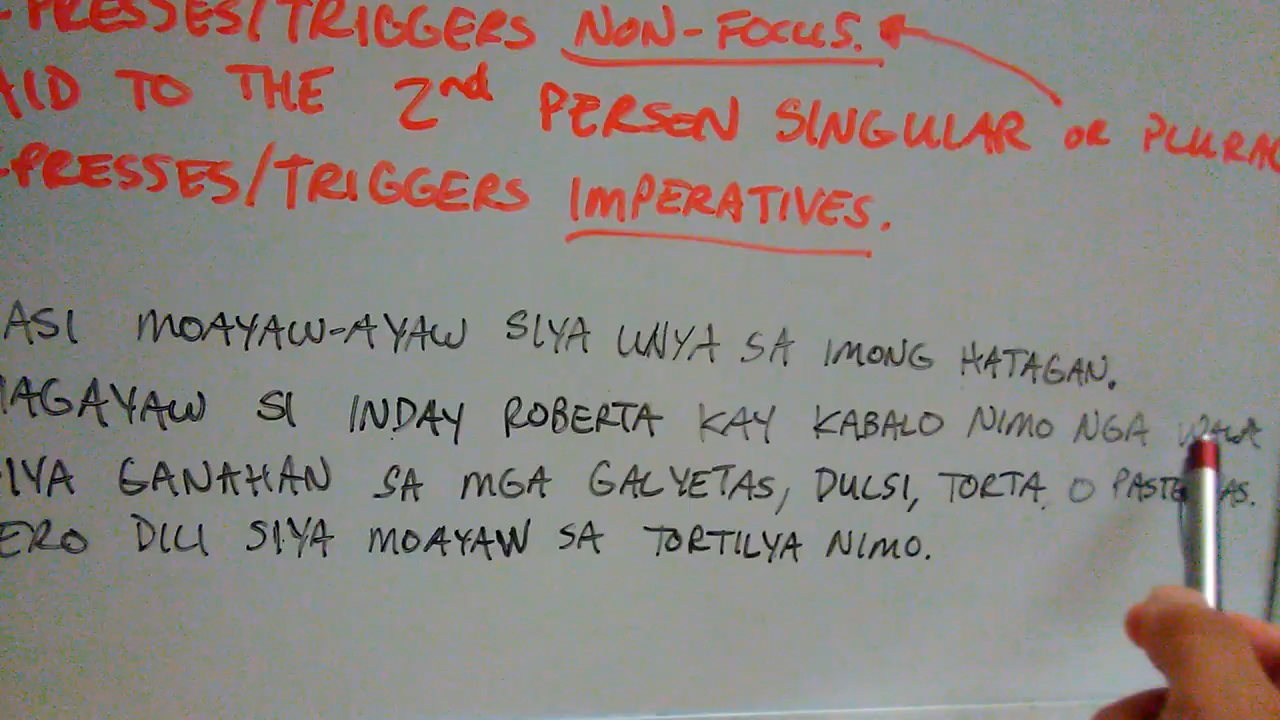 -PRESSES/TRIGGERS NON-FOCUS.
AID TO THE 2nd PERSON SINGULAR OR PLURAL
-PRESSES/TRIGGERS IMPERATIVES.
ASI MOAYAW-AYAW SIYA UNYA SA IMONG HATAGAN.
AGAYAW SI INDAY ROBERTA KAY KABALO NIMO NGA WALA
IYA GANAHAN SA MGA GALYETAS, DULSI, TORTA O
ERO DILI SIYA MOAYAW SA TORTILYA NIMO.